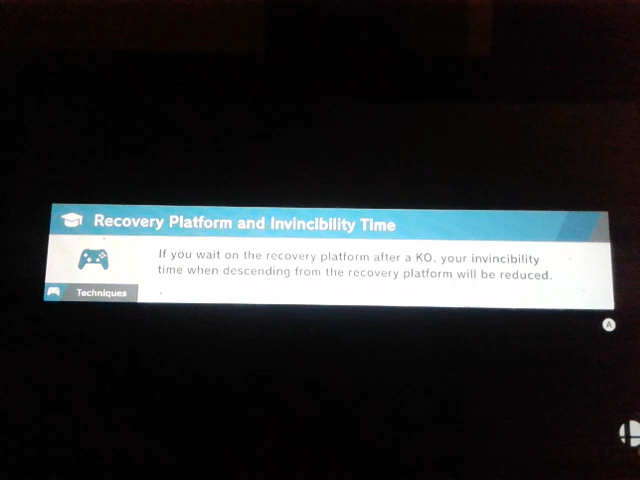 Recovery Platform and Invincibility Time
If you wait on the recovery platform after a KO, your invincibility
time when descending from the recovery platform will be reduced.
Techniques
A